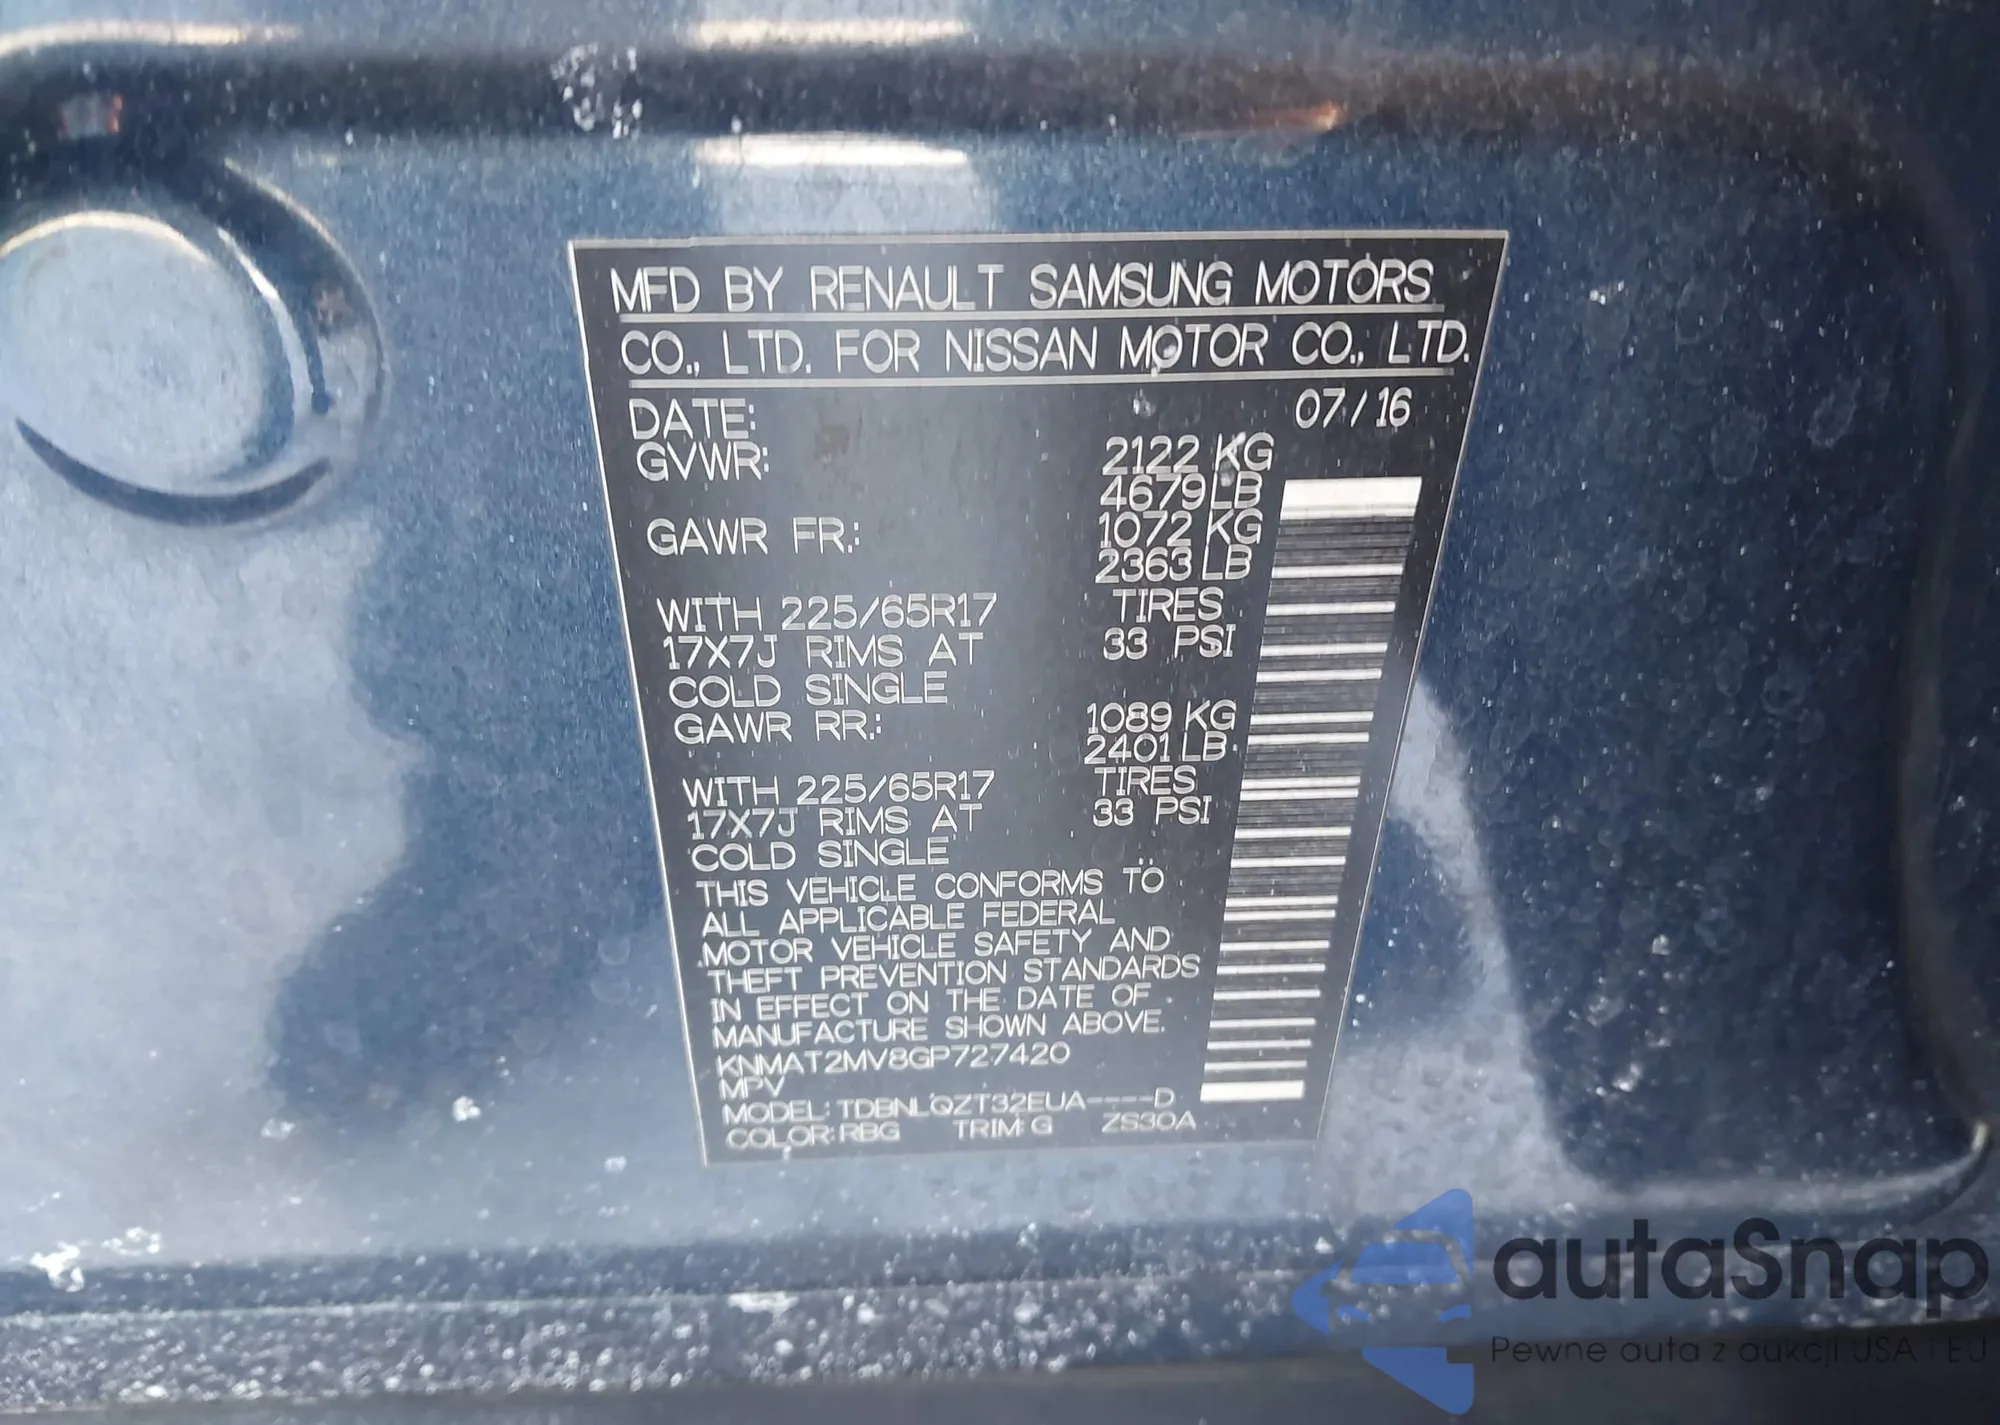 MFD BY RENAULT SAMSUNG MOTORS
CO., LTD. FOR NISSAN MOTOR CO., LTD.
DATE: 07/16
GVWR: 2122 KG
4679 LB
GAWR FR.: 1072 KG
2363 LB
WITH 225/65R17 TIRES
17X7J RIMS AT 33 PSI
COLD SINGLE
GAWR RR.: 1089 KG
2401 LB
WITH 225/65R17 TIRES
17X7J RIMS AT 33 PSI
COLD SINGLE
THIS VEHICLE CONFORMS TO
ALL APPLICABLE FEDERAL
MOTOR VEHICLE SAFETY AND
THEFT PREVENTION STANDARDS
IN EFFECT ON THE DATE OF
MANUFACTURE SHOWN ABOVE.
KNMAT2MV8GP727420
MPV
MODEL: TDBNLQZT32EUA----D
COLOR: RBG TRIM: G ZS30A
autaSnap
Pewne auta z aukcji USA i EU